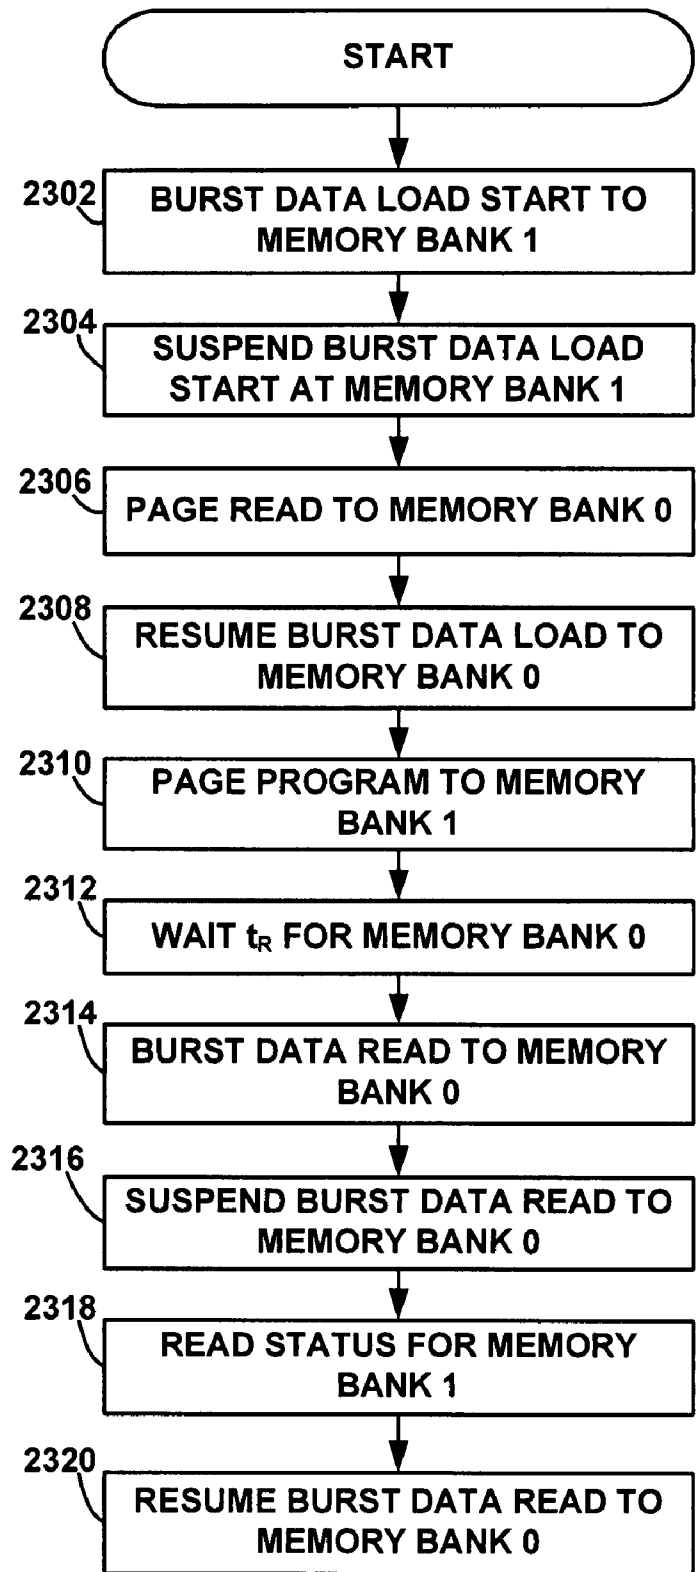 START
2302
BURST DATA LOAD START TO
MEMORY BANK 1
2304
SUSPEND BURST DATA LOAD
START AT MEMORY BANK 1
2306
PAGE READ TO MEMORY BANK 0
2308
RESUME BURST DATA LOAD TO
MEMORY BANK 0
2310
PAGE PROGRAM TO MEMORY
BANK 1
2312
WAIT tR FOR MEMORY BANK 0
2314
BURST DATA READ TO MEMORY
BANK 0
2316
SUSPEND BURST DATA READ TO
MEMORY BANK 0
2318
READ STATUS FOR MEMORY
BANK 1
2320
RESUME BURST DATA READ TO
MEMORY BANK 0